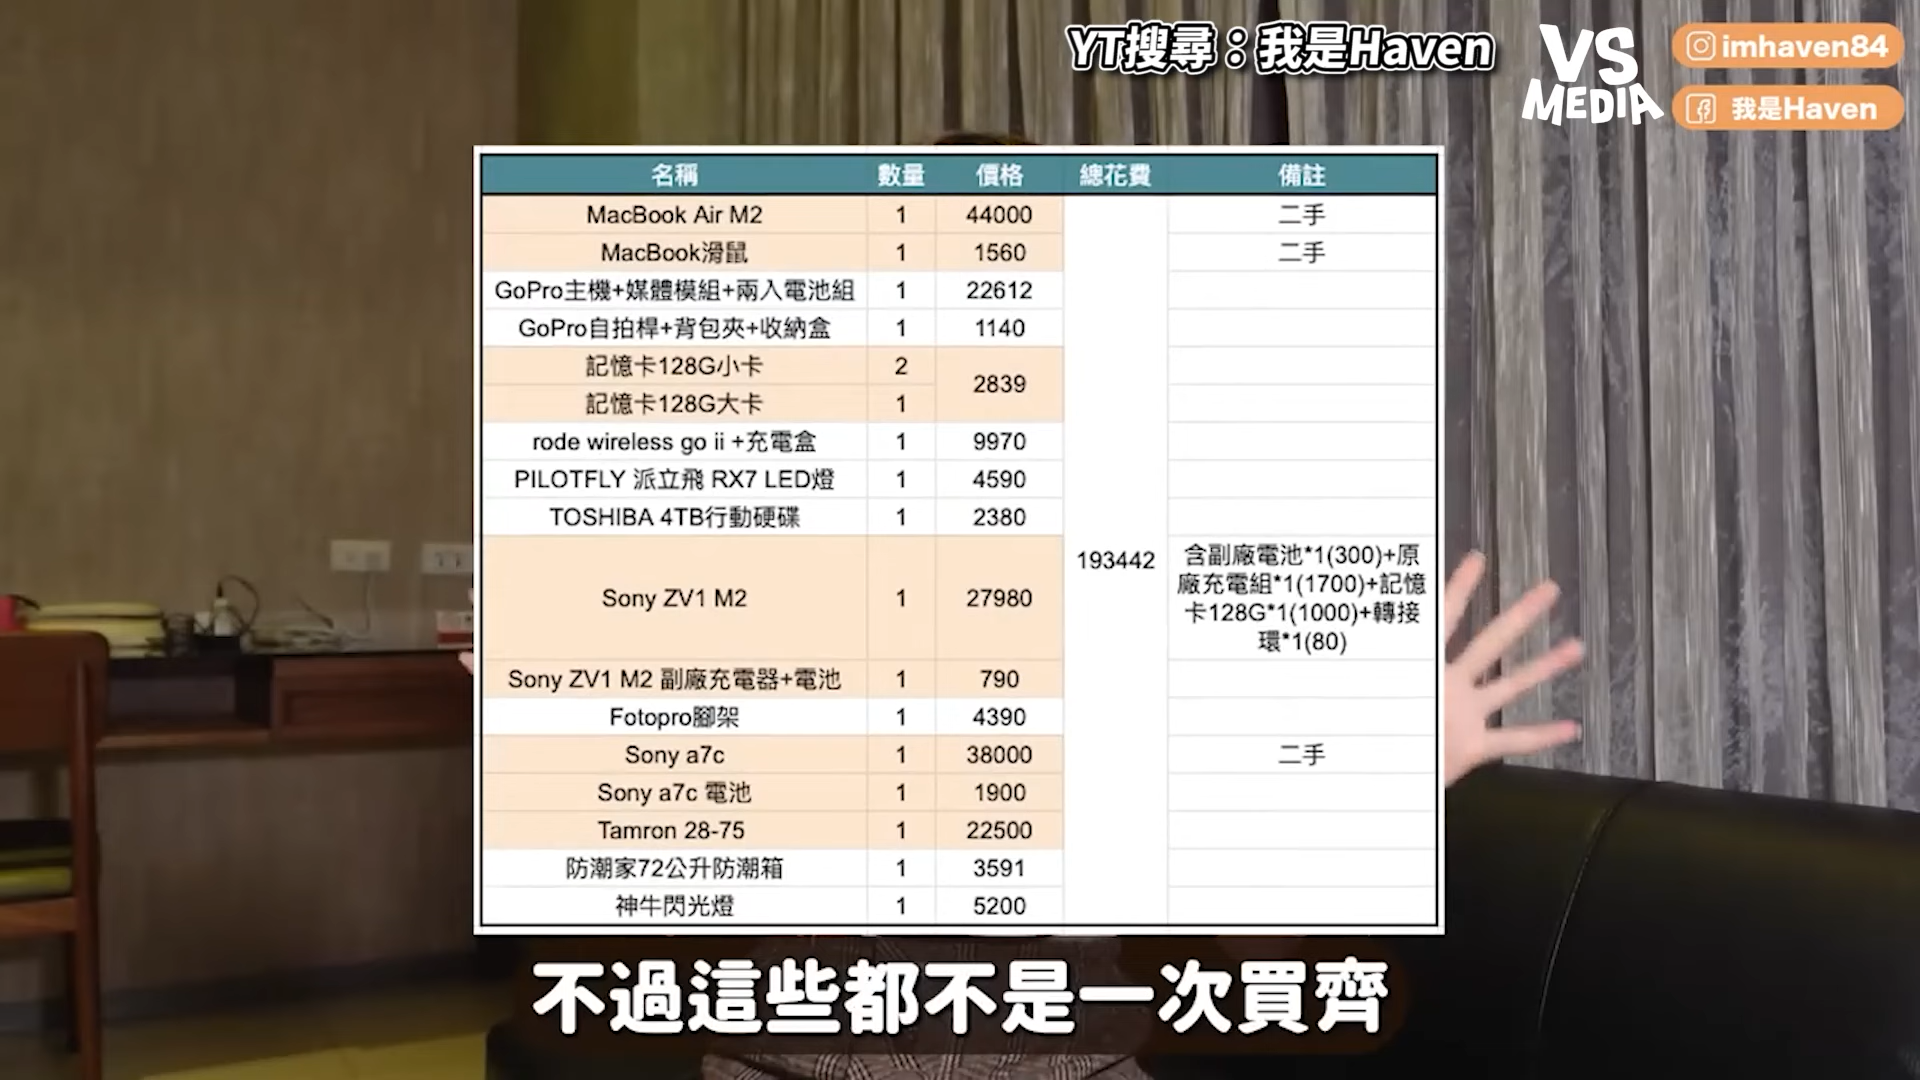 YT搜尋：我是Haven
VS
MEDIA
imhaven84
我是Haven
名稱 數量 價格 總花費 備註
MacBook Air M2 1 44000 二手
MacBook滑鼠 1 1560 二手
GoPro主機+媒體模組+兩入電池組 1 22612
GoPro自拍桿+背包夾+收納盒 1 1140
記憶卡128G小卡 2
2839
記憶卡128G大卡 1
rode wireless go ii +充電盒 1 9970
PILOTFLY 派立飛 RX7 LED燈 1 4590
TOSHIBA 4TB行動硬碟 1 2380
193442
Sony ZV1 M2 1 27980
含副廠電池*1(300)+原
廠充電組*1(1700)+記憶
卡128G*1(1000)+轉接
環*1(80)
Sony ZV1 M2 副廠充電器+電池 1 790
Fotopro腳架 1 4390
Sony a7c 1 38000 二手
Sony a7c 電池 1 1900
Tamron 28-75 1 22500
防潮家72公升防潮箱 1 3591
神牛閃光燈 1 5200
不過這些都不是一次買齊